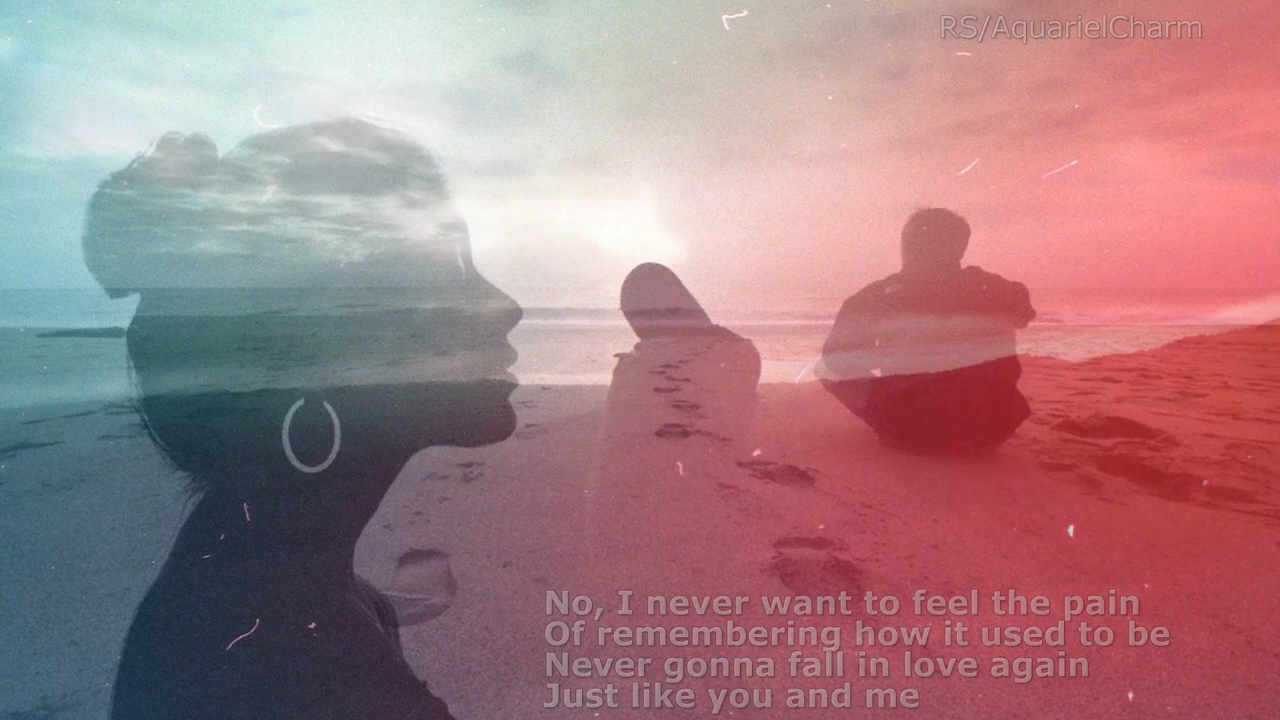 RS/AquarielCharm
No, I never want to feel the pain
Of remembering how it used to be
Never gonna fall in love again
Just like you and me